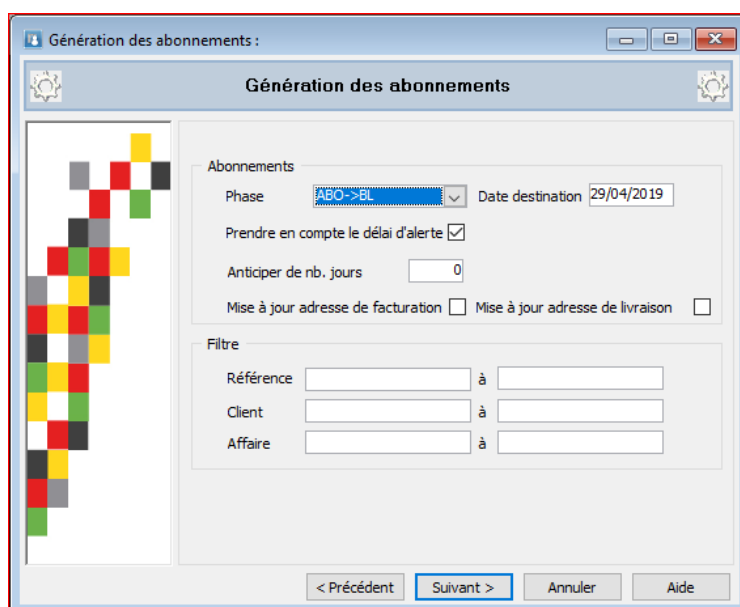 Génération des abonnements :
Génération des abonnements
Abonnements
Phase ABO->BL Date destination 29/04/2019
Prendre en compte le délai d'alerte
Anticiper de nb. jours 0
Mise à jour adresse de facturation Mise à jour adresse de livraison
Filtre
Référence à
Client à
Affaire à
< Précédent Suivant > Annuler Aide